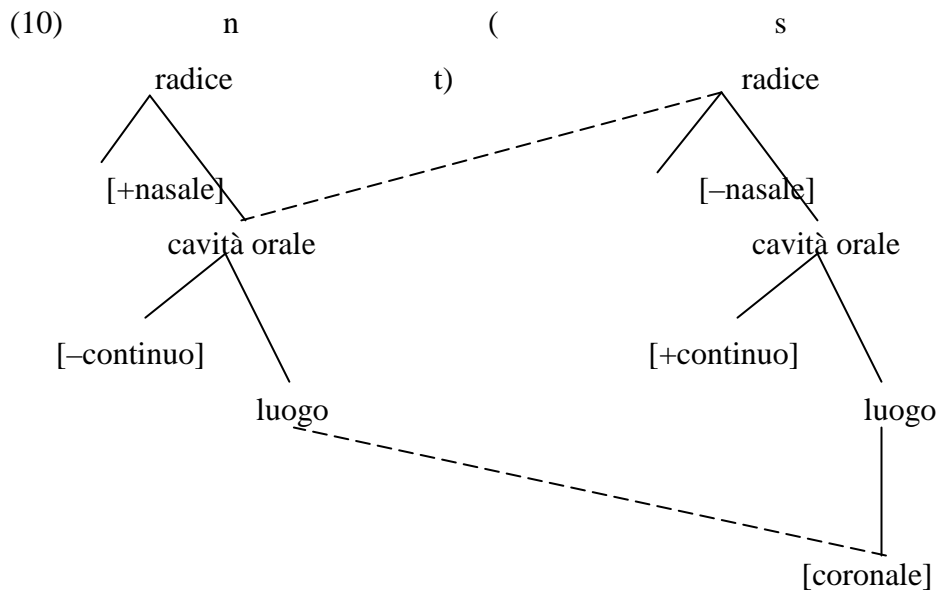 (10) n ( s
radice t) radice
[+nasale] [–nasale]
cavità orale cavità orale
[–continuo] [+continuo]
luogo luogo
[coronale]